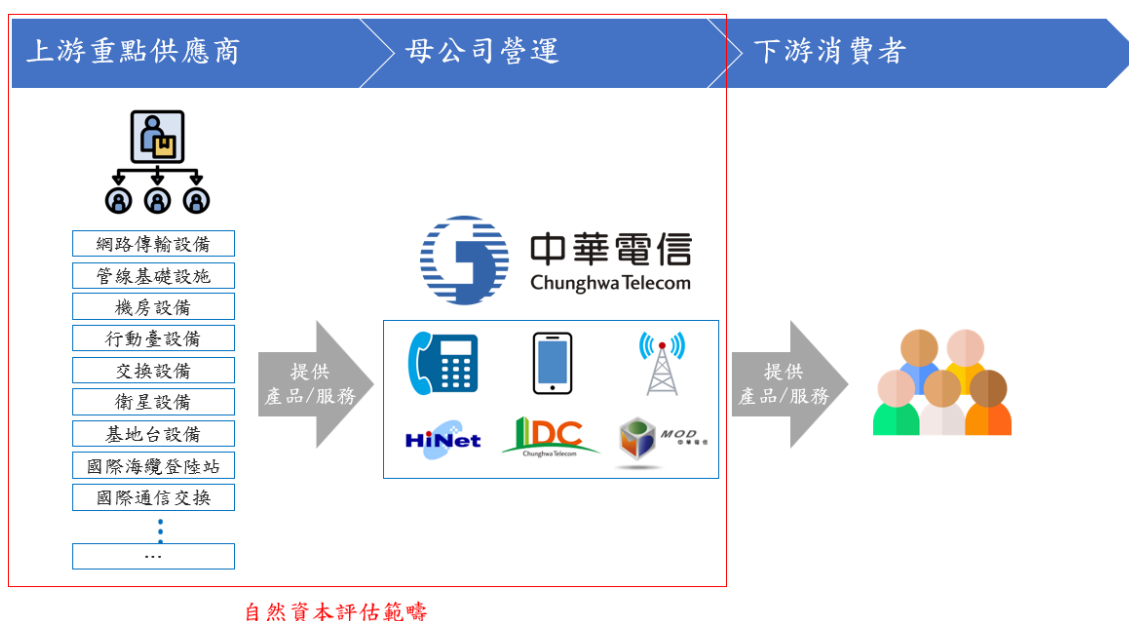 上游重點供應商
母公司營運
下游消費者
網路傳輸設備
管線基礎設施
機房設備
行動臺設備
交換設備
衛星設備
基地台設備
國際海纜登陸站
國際通信交換
...
提供
產品/服務
中華電信
Chunghwa Telecom
HiNet
IDC
Chunghwa Telecom
MOD
中華電信
提供
產品/服務
自然資本評估範疇